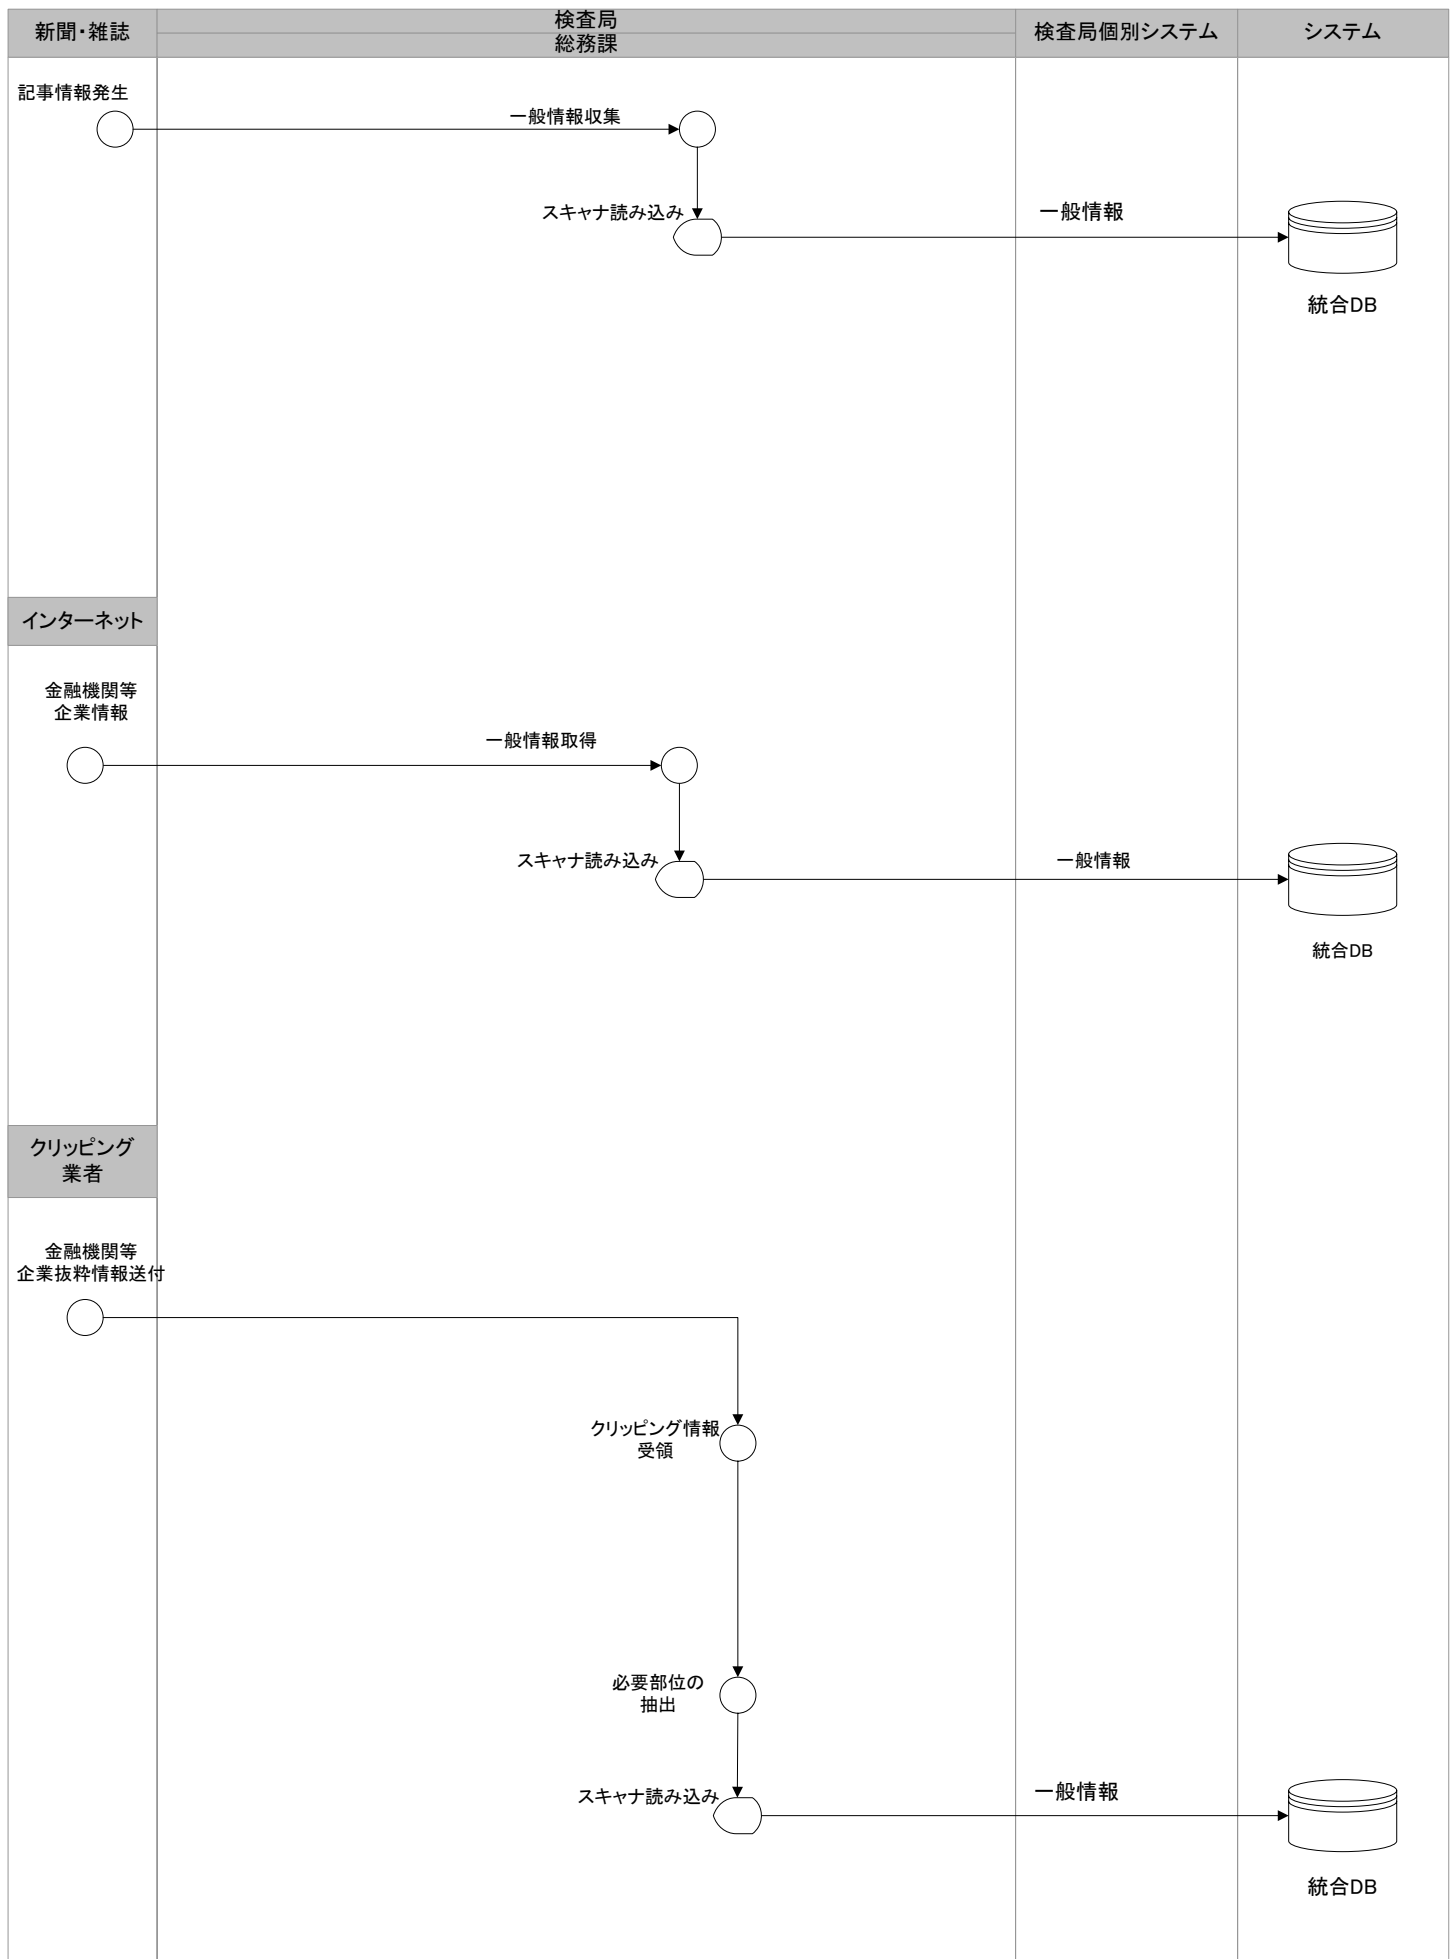 新聞・雑誌
検査局
総務課
検査局個別システム
システム
記事情報発生
一般情報収集
スキャナ読み込み
一般情報
統合DB
インターネット
金融機関等
企業情報
一般情報取得
スキャナ読み込み
一般情報
統合DB
クリッピング
業者
金融機関等
企業抜粋情報送付
クリッピング情報
受領
必要部位の
抽出
スキャナ読み込み
一般情報
統合DB